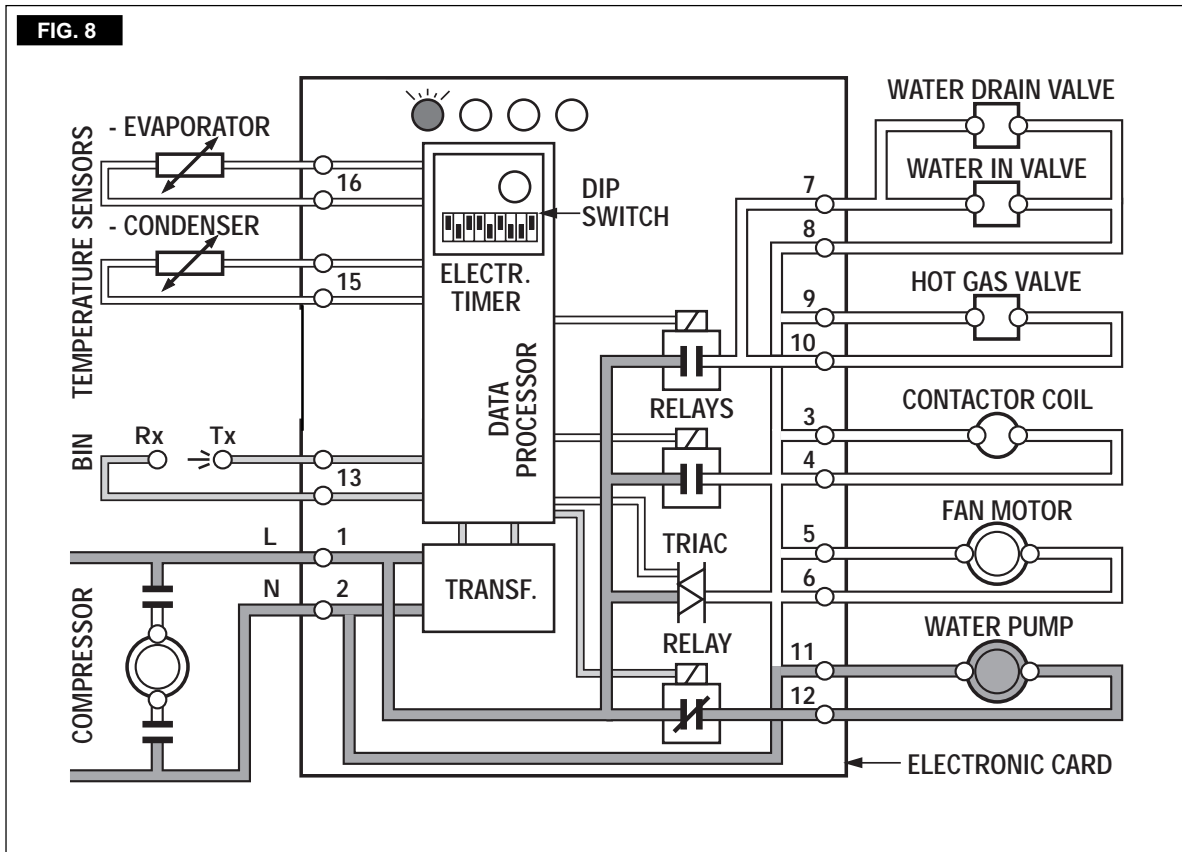 FIG. 8
TEMPERATURE SENSORS
- EVAPORATOR
16
- CONDENSER
15
BIN
Rx
Tx
13
L
1
N
2
COMPRESSOR
DIP
SWITCH
ELECTR.
TIMER
DATA
PROCESSOR
TRANSF.
RELAYS
TRIAC
RELAY
WATER DRAIN VALVE
WATER IN VALVE
7
8
HOT GAS VALVE
9
10
CONTACTOR COIL
3
4
FAN MOTOR
5
6
WATER PUMP
11
12
ELECTRONIC CARD